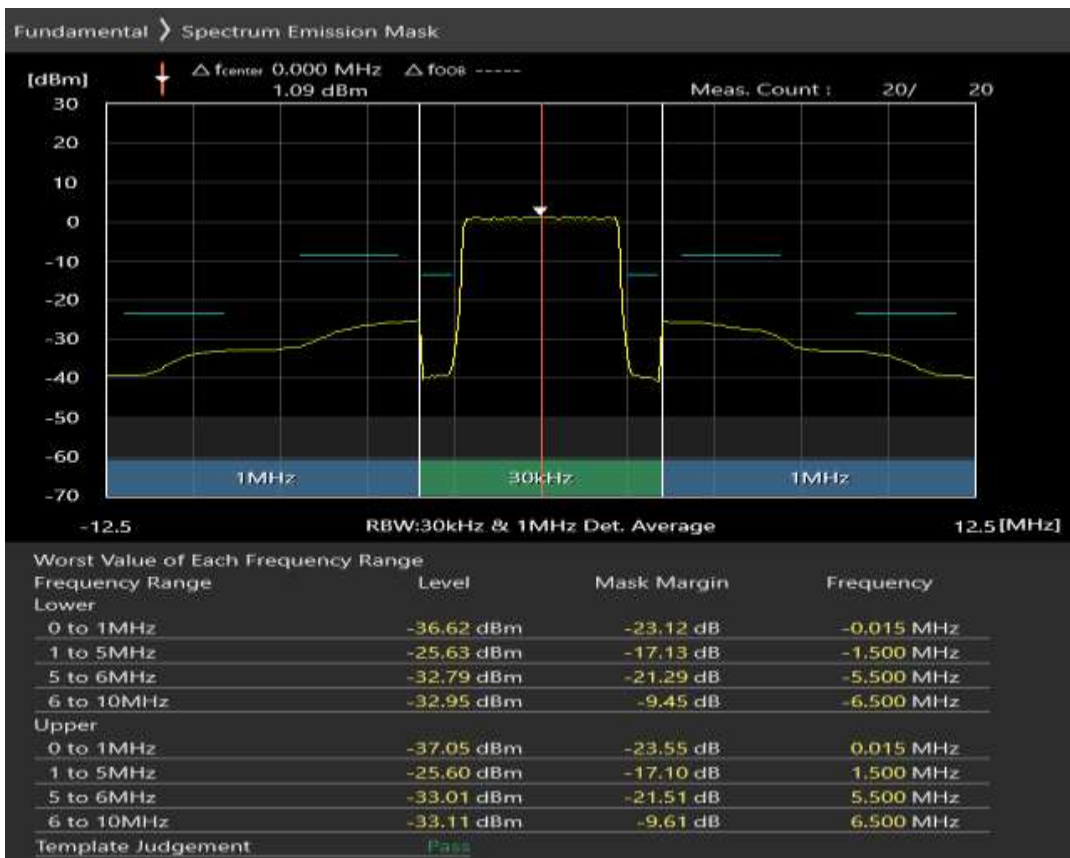 Fundamental ❯ Spectrum Emission Mask
[dBm] △ fcenter 0.000 MHz △ fOOB -----
1.09 dBm Meas. Count : 20/ 20
30
20
10
0
-10
-20
-30
-40
-50
-60
1MHz 30kHz 1MHz
-70
-12.5 RBW:30kHz & 1MHz Det. Average 12.5 [MHz]
Worst Value of Each Frequency Range
Frequency Range Level Mask Margin Frequency
Lower
0 to 1MHz -36.62 dBm -23.12 dB -0.015 MHz
1 to 5MHz -25.63 dBm -17.13 dB -1.500 MHz
5 to 6MHz -32.79 dBm -21.29 dB -5.500 MHz
6 to 10MHz -32.95 dBm -9.45 dB -6.500 MHz
Upper
0 to 1MHz -37.05 dBm -23.55 dB 0.015 MHz
1 to 5MHz -25.60 dBm -17.10 dB 1.500 MHz
5 to 6MHz -33.01 dBm -21.51 dB 5.500 MHz
6 to 10MHz -33.11 dBm -9.61 dB 6.500 MHz
Template Judgement Pass